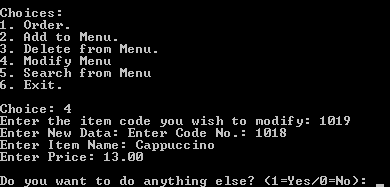 Choices:
1. Order.
2. Add to Menu.
3. Delete from Menu.
4. Modify Menu
5. Search from Menu
6. Exit.
Choice: 4
Enter the item code you wish to modify: 1019
Enter New Data: Enter Code No.: 1018
Enter Item Name: Cappuccino
Enter Price: 13.00
Do you want to do anything else? (1=Yes/0=No):